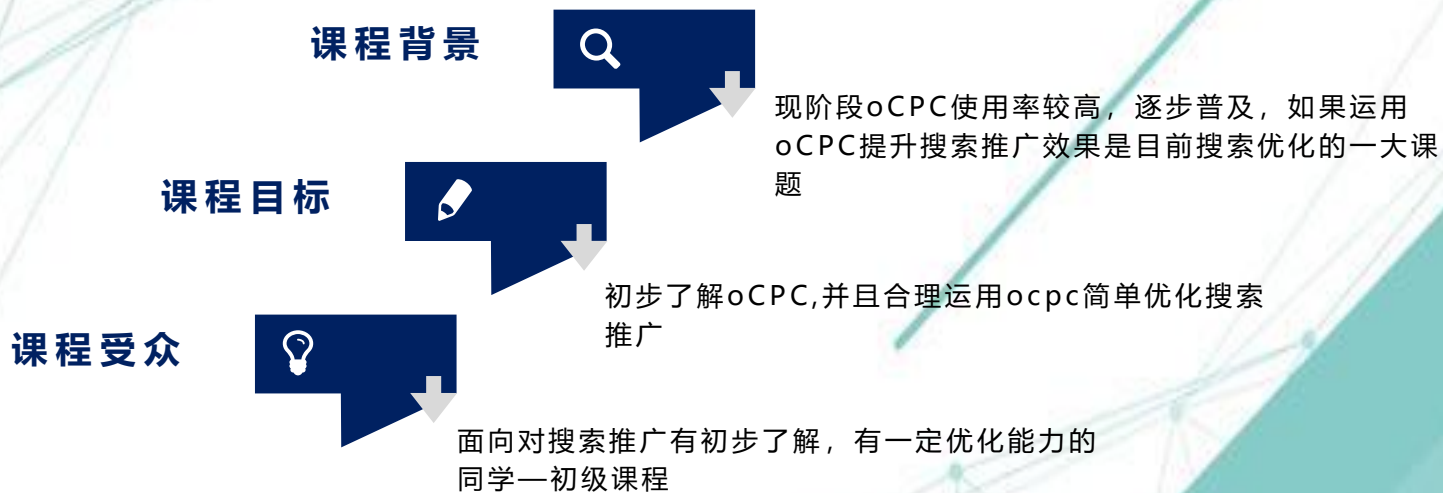 课程背景
现阶段oCPC使用率较高，逐步普及，如果运用
oCPC提升搜索推广效果是目前搜索优化的一大课
题
课程目标
初步了解oCPC,并且合理运用ocpc简单优化搜索
推广
课程受众
面向对搜索推广有初步了解，有一定优化能力的
同学—初级课程